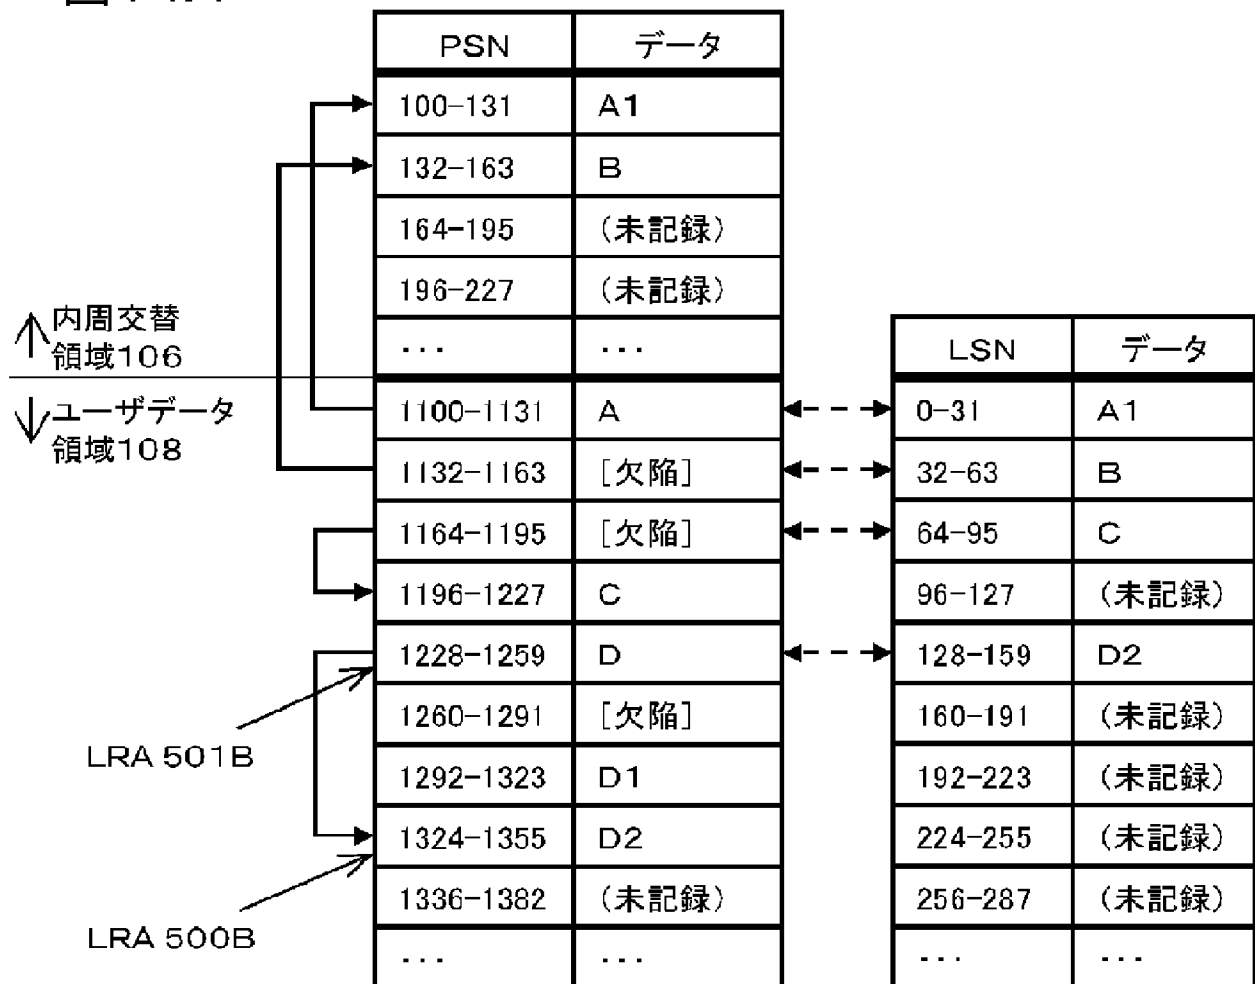 PSN データ
100-131 A1
132-163 B
164-195 (未記録)
196-227 (未記録)
... ...
↑内周交替
領域106
↓ユーザデータ
領域108
1100-1131 A
1132-1163 [欠陥]
1164-1195 [欠陥]
1196-1227 C
1228-1259 D
1260-1291 [欠陥]
1292-1323 D1
1324-1355 D2
1336-1382 (未記録)
... ...
LRA 501B
LRA 500B
LSN データ
0-31 A1
32-63 B
64-95 C
96-127 (未記録)
128-159 D2
160-191 (未記録)
192-223 (未記録)
224-255 (未記録)
256-287 (未記録)
... ...